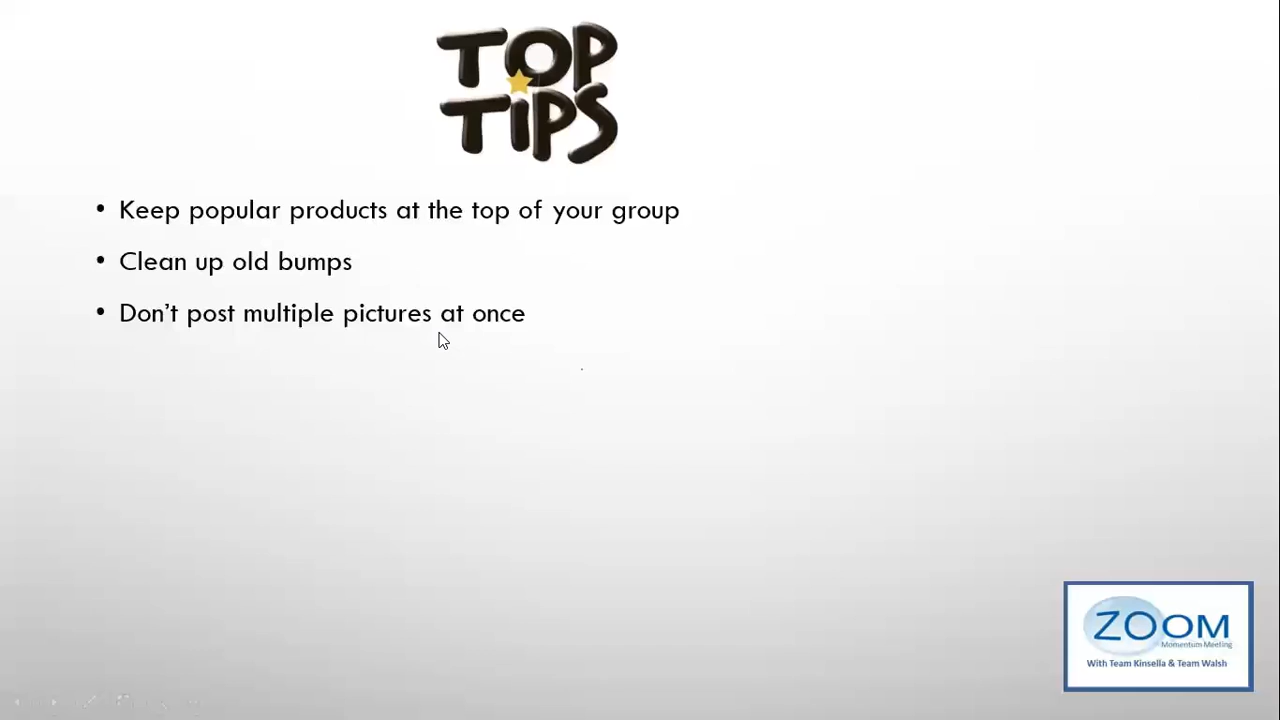 TOP
TiPS
• Keep popular products at the top of your group
• Clean up old bumps
• Don’t post multiple pictures at once
ZOOM
Momentum Meeting
With Team Kinsella & Team Walsh